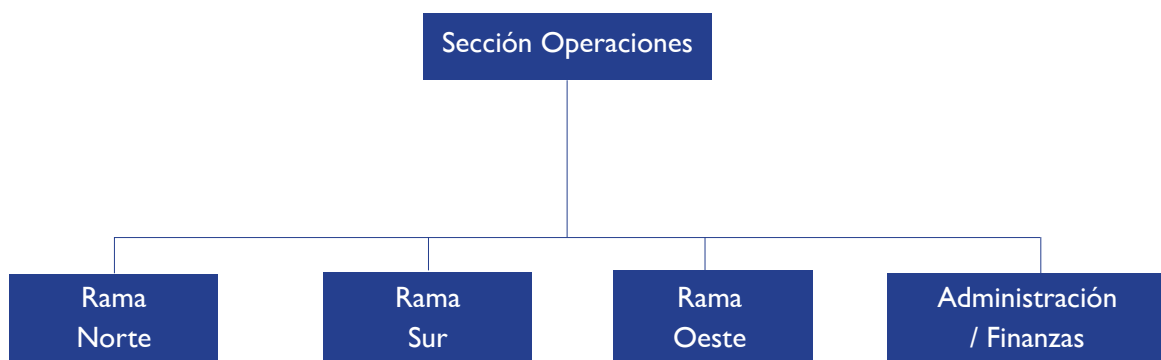 Sección Operaciones
Rama
Norte
Rama
Sur
Rama
Oeste
Administración
/ Finanzas